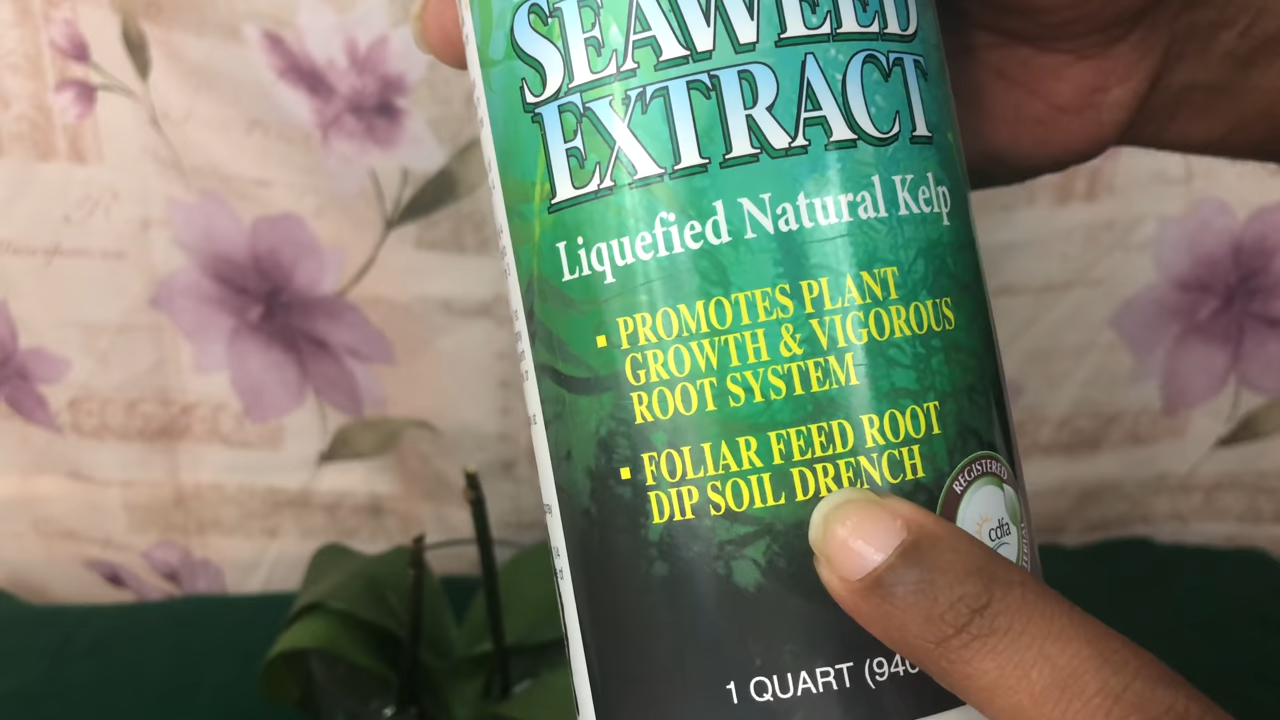 SEAWEED
EXTRACT
Liquefied Natural Kelp
▪ PROMOTES PLANT
GROWTH & VIGOROUS
ROOT SYSTEM
▪ FOLIAR FEED ROOT
DIP SOIL DRENCH
REGISTERED
cdfa
1 QUART (940